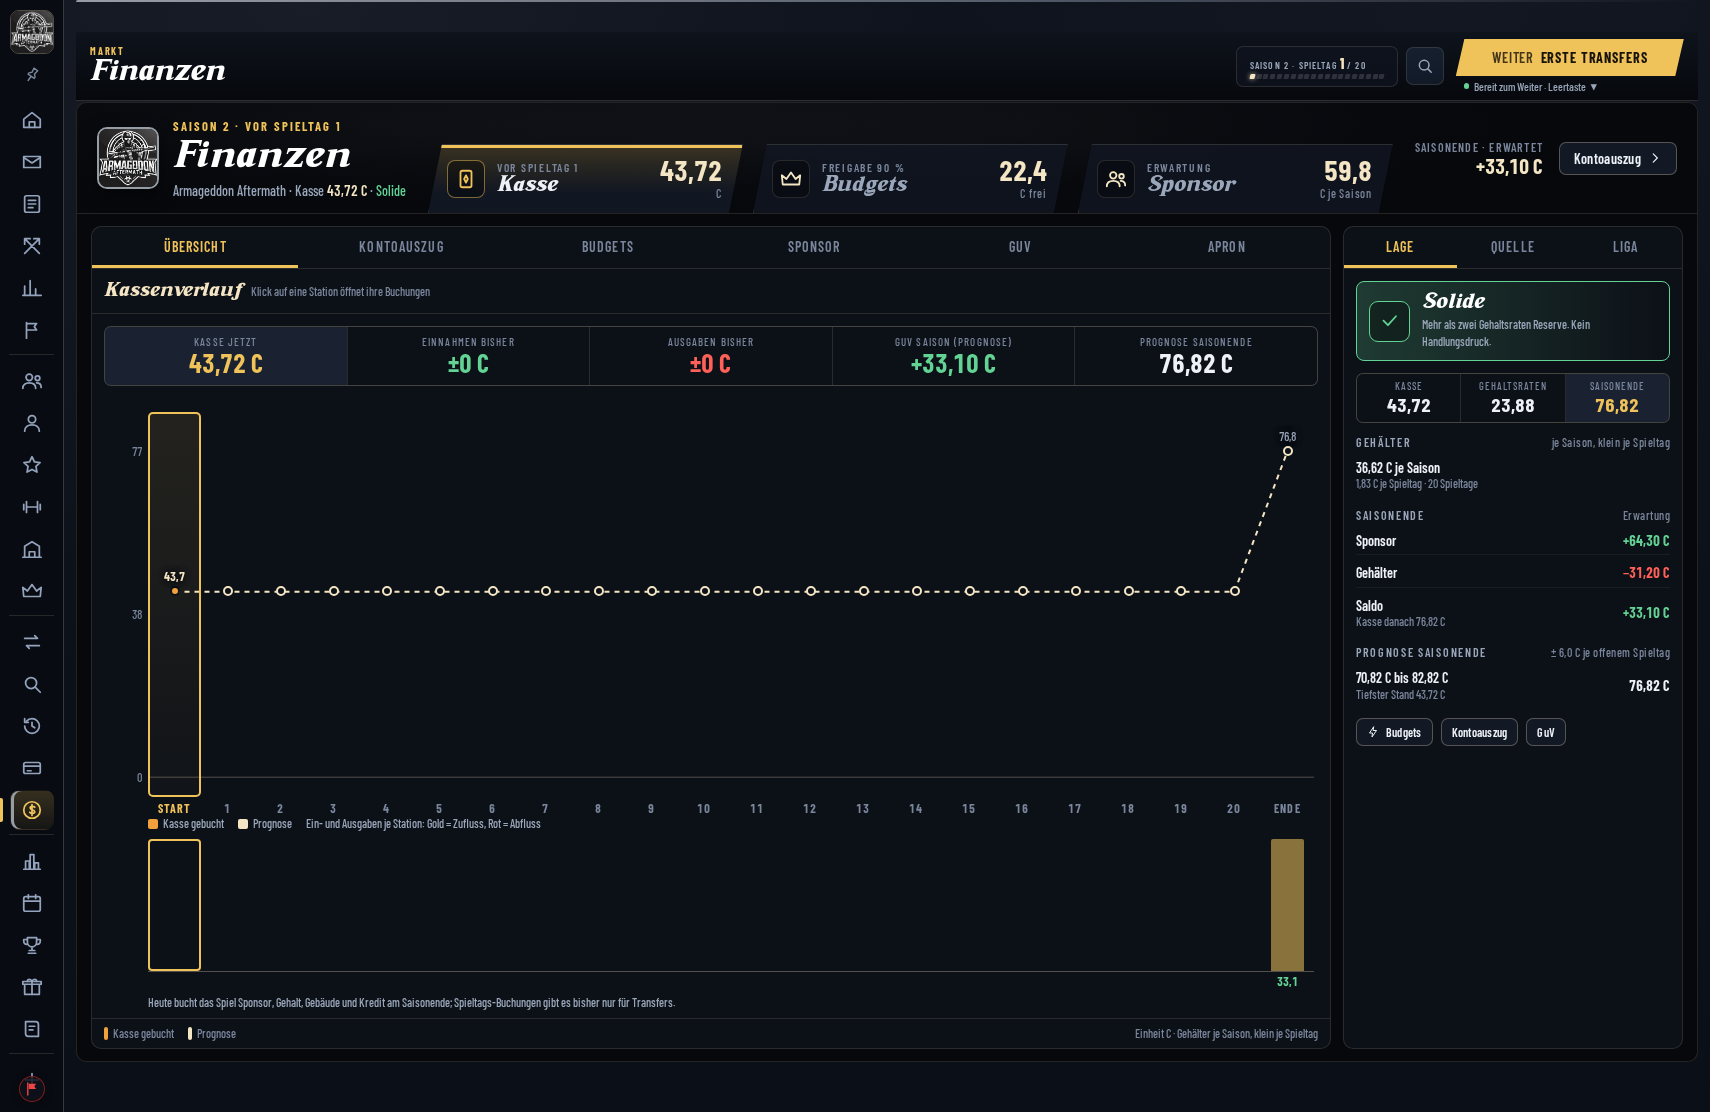 ARMAGEDDON
MARKT
Finanzen
SAISON 2 · SPIELTAG 1 / 20
WEITER ERSTE TRANSFERS
Bereit zum Weiter · Leertaste ▼
ARMAGEDDON
AFTERMATH
SAISON 2 · VOR SPIELTAG 1
Finanzen
Armageddon Aftermath · Kasse 43,72 C · Solide
VOR SPIELTAG 1
Kasse
43,72
C
FREIGABE 90 %
Budgets
22,4
C frei
ERWARTUNG
Sponsor
59,8
C je Saison
SAISONENDE · ERWARTET
+33,10 C
Kontoauszug
ÜBERSICHT
KONTOAUSZUG
BUDGETS
SPONSOR
GUV
APRON
Kassenverlauf Klick auf eine Station öffnet ihre Buchungen
KASSE JETZT
43,72 C
EINNAHMEN BISHER
±0 C
AUSGABEN BISHER
±0 C
GUV SAISON (PROGNOSE)
+33,10 C
PROGNOSE SAISONENDE
76,82 C
77
38
0
43,7
76,8
START 1 2 3 4 5 6 7 8 9 10 11 12 13 14 15 16 17 18 19 20 ENDE
Kasse gebucht Prognose Ein- und Ausgaben je Station: Gold = Zufluss, Rot = Abfluss
33,1
Heute bucht das Spiel Sponsor, Gehalt, Gebäude und Kredit am Saisonende; Spieltags-Buchungen gibt es bisher nur für Transfers.
Kasse gebucht Prognose
Einheit C · Gehälter je Saison, klein je Spieltag
LAGE
QUELLE
LIGA
Solide
Mehr als zwei Gehaltsraten Reserve. Kein
Handlungsdruck.
KASSE
43,72
GEHALTSRATEN
23,88
SAISONENDE
76,82
GEHÄLTER
je Saison, klein je Spieltag
36,62 C je Saison
1,83 C je Spieltag · 20 Spieltage
SAISONENDE
Erwartung
Sponsor
+64,30 C
Gehälter
−31,20 C
Saldo
Kasse danach 76,82 C
+33,10 C
PROGNOSE SAISONENDE
± 6,0 C je offenem Spieltag
70,82 C bis 82,82 C
Tiefster Stand 43,72 C
76,82 C
Budgets
Kontoauszug
GuV